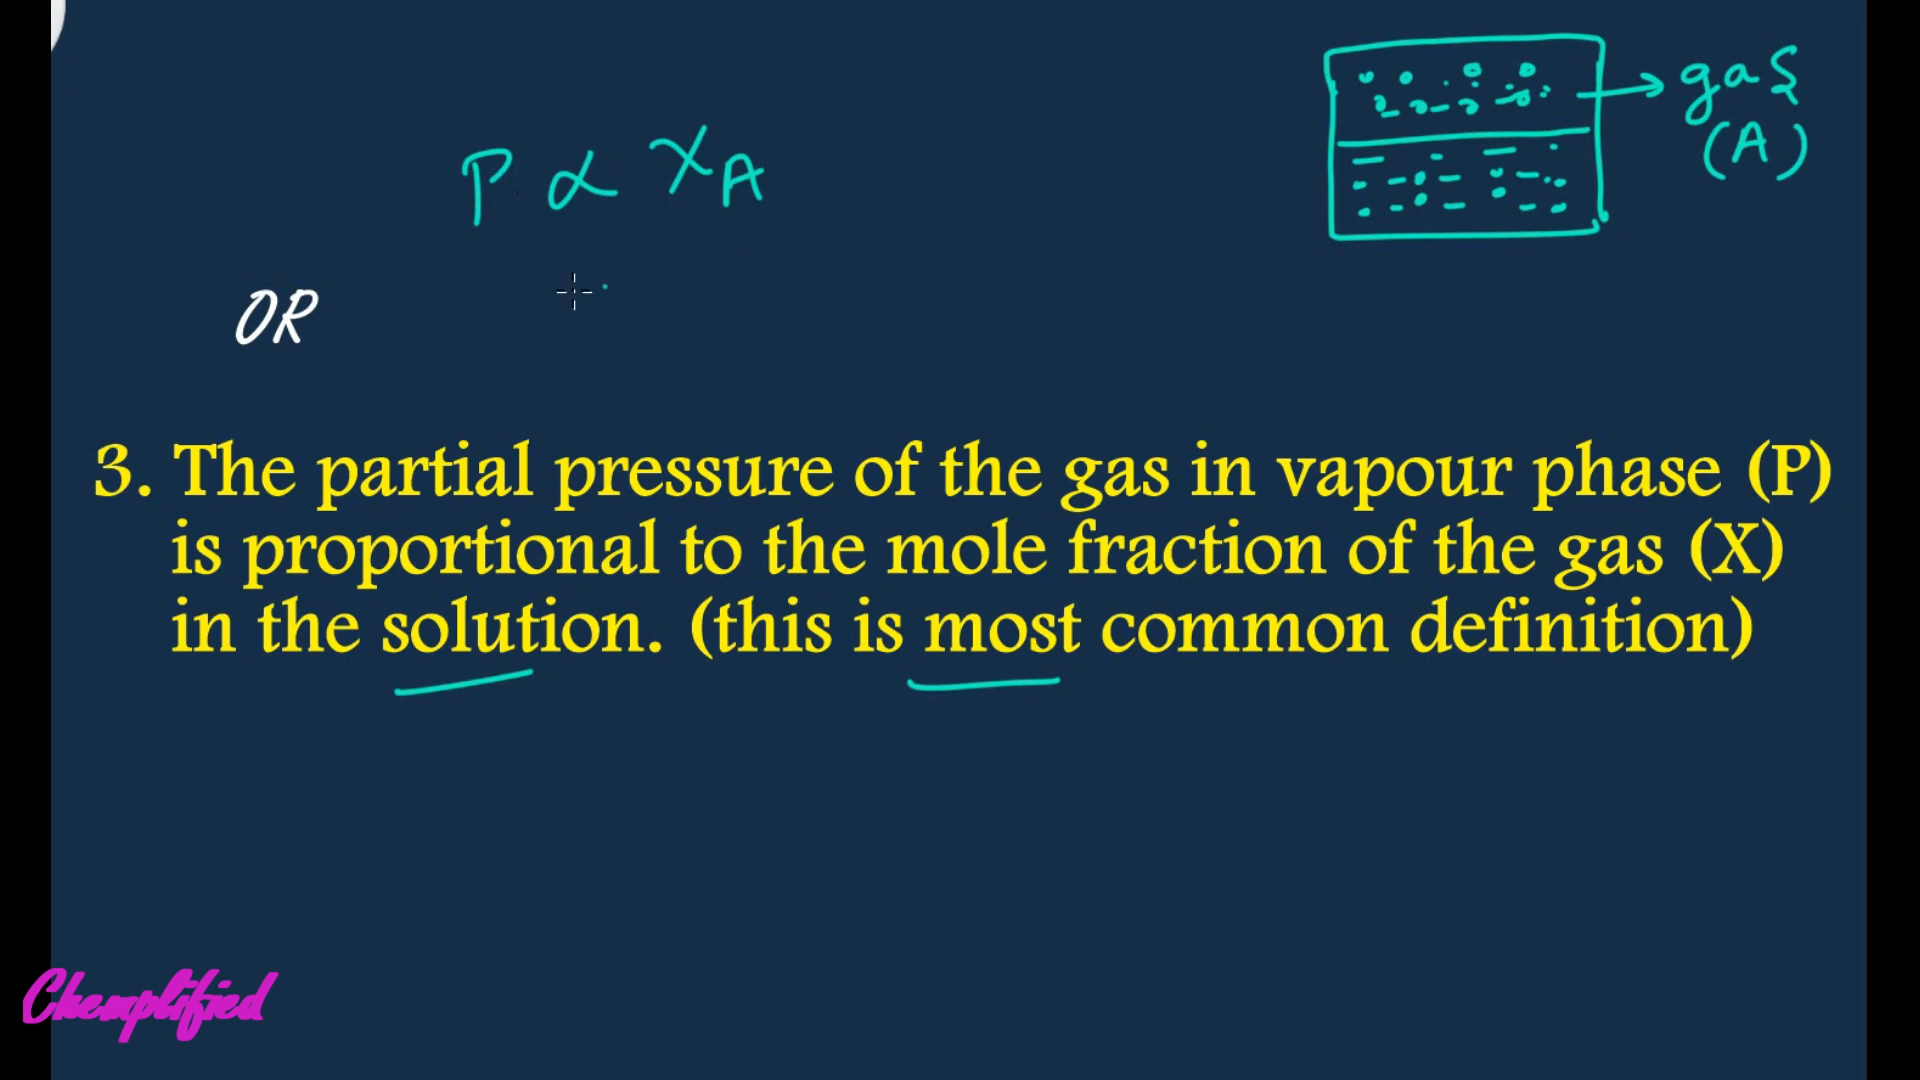 gas
(A)
P ∝ XA
OR
3. The partial pressure of the gas in vapour phase (P)
is proportional to the mole fraction of the gas (X)
in the solution. (this is most common definition)
Chemplified